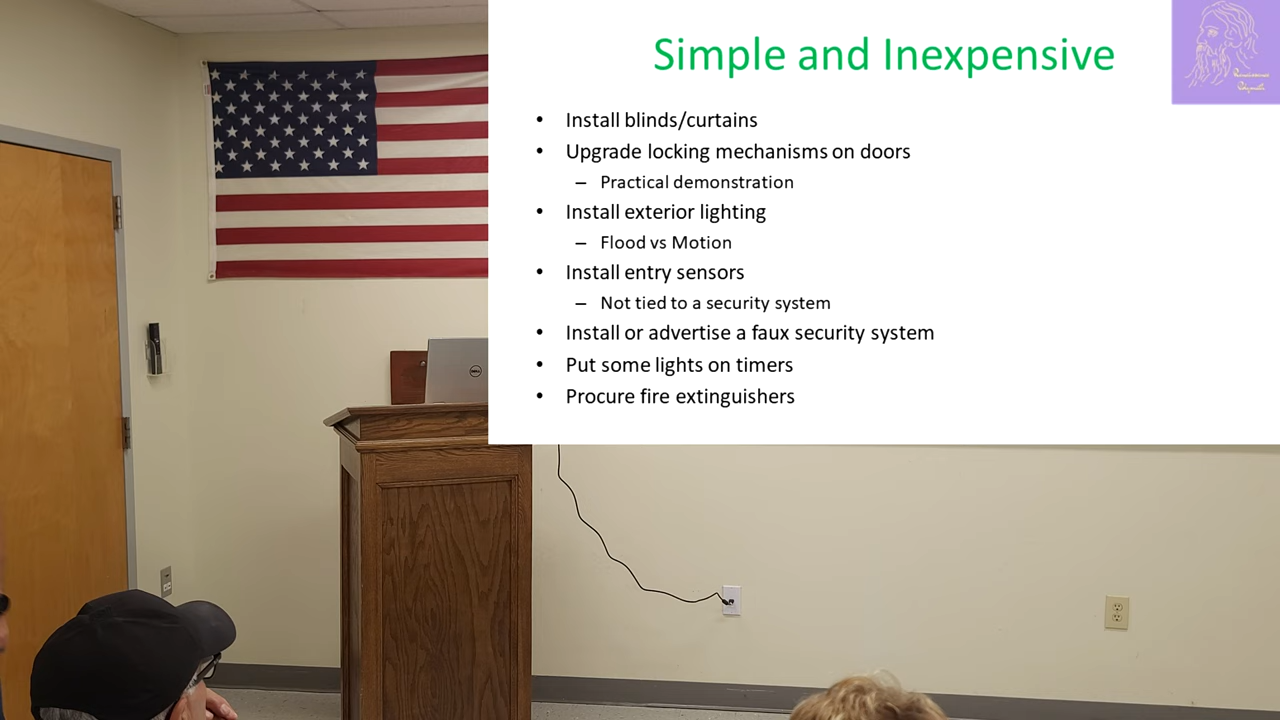 Simple and Inexpensive
• Install blinds/curtains
• Upgrade locking mechanisms on doors
– Practical demonstration
• Install exterior lighting
– Flood vs Motion
• Install entry sensors
– Not tied to a security system
• Install or advertise a faux security system
• Put some lights on timers
• Procure fire extinguishers
DELL